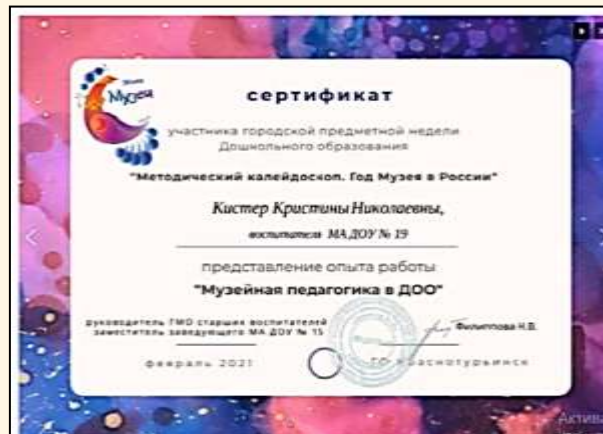 Музей
сертификат
участника городской предметной недели
Дошкольного образования
"Методический калейдоскоп. Год Музея в России"
Кистер Кристины Николаевны,
воспитателя МА ДОУ № 19
представление опыта работы
"Музейная педагогика в ДОО"
руководитель ГМО старших воспитателей
заместитель заведующего МА ДОУ № 15
Филиппова Н.В.
февраль 2021
ГО Краснотурьинск
Актива